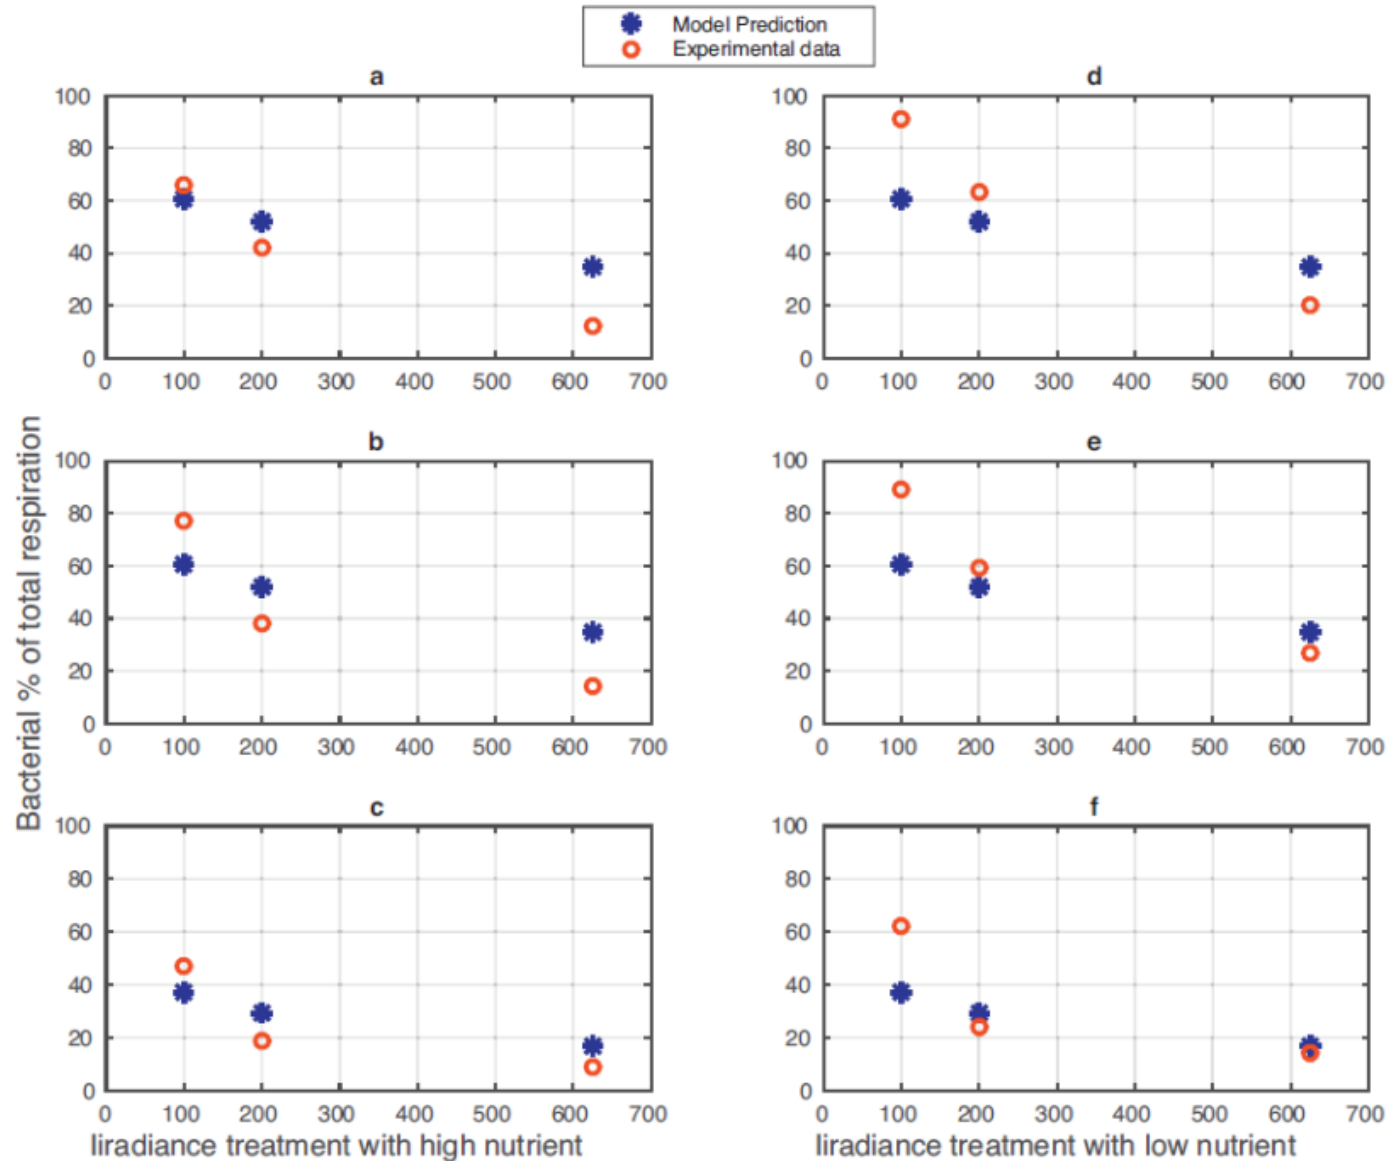 Model Prediction
Experimental data
a
100
80
60
40
20
0
0 100 200 300 400 500 600 700
d
100
80
60
40
20
0
0 100 200 300 400 500 600 700
Bacterial % of total respiration
b
100
80
60
40
20
0
0 100 200 300 400 500 600 700
e
100
80
60
40
20
0
0 100 200 300 400 500 600 700
c
100
80
60
40
20
0
0 100 200 300 400 500 600 700
liradiance treatment with high nutrient
f
100
80
60
40
20
0
0 100 200 300 400 500 600 700
liradiance treatment with low nutrient